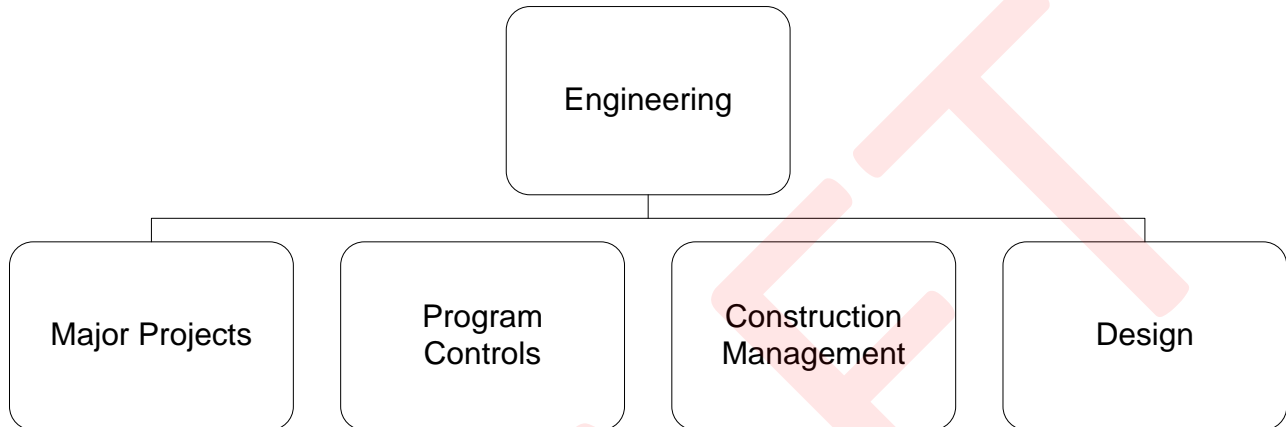 Engineering
Major Projects
Program
Controls
Construction
Management
Design